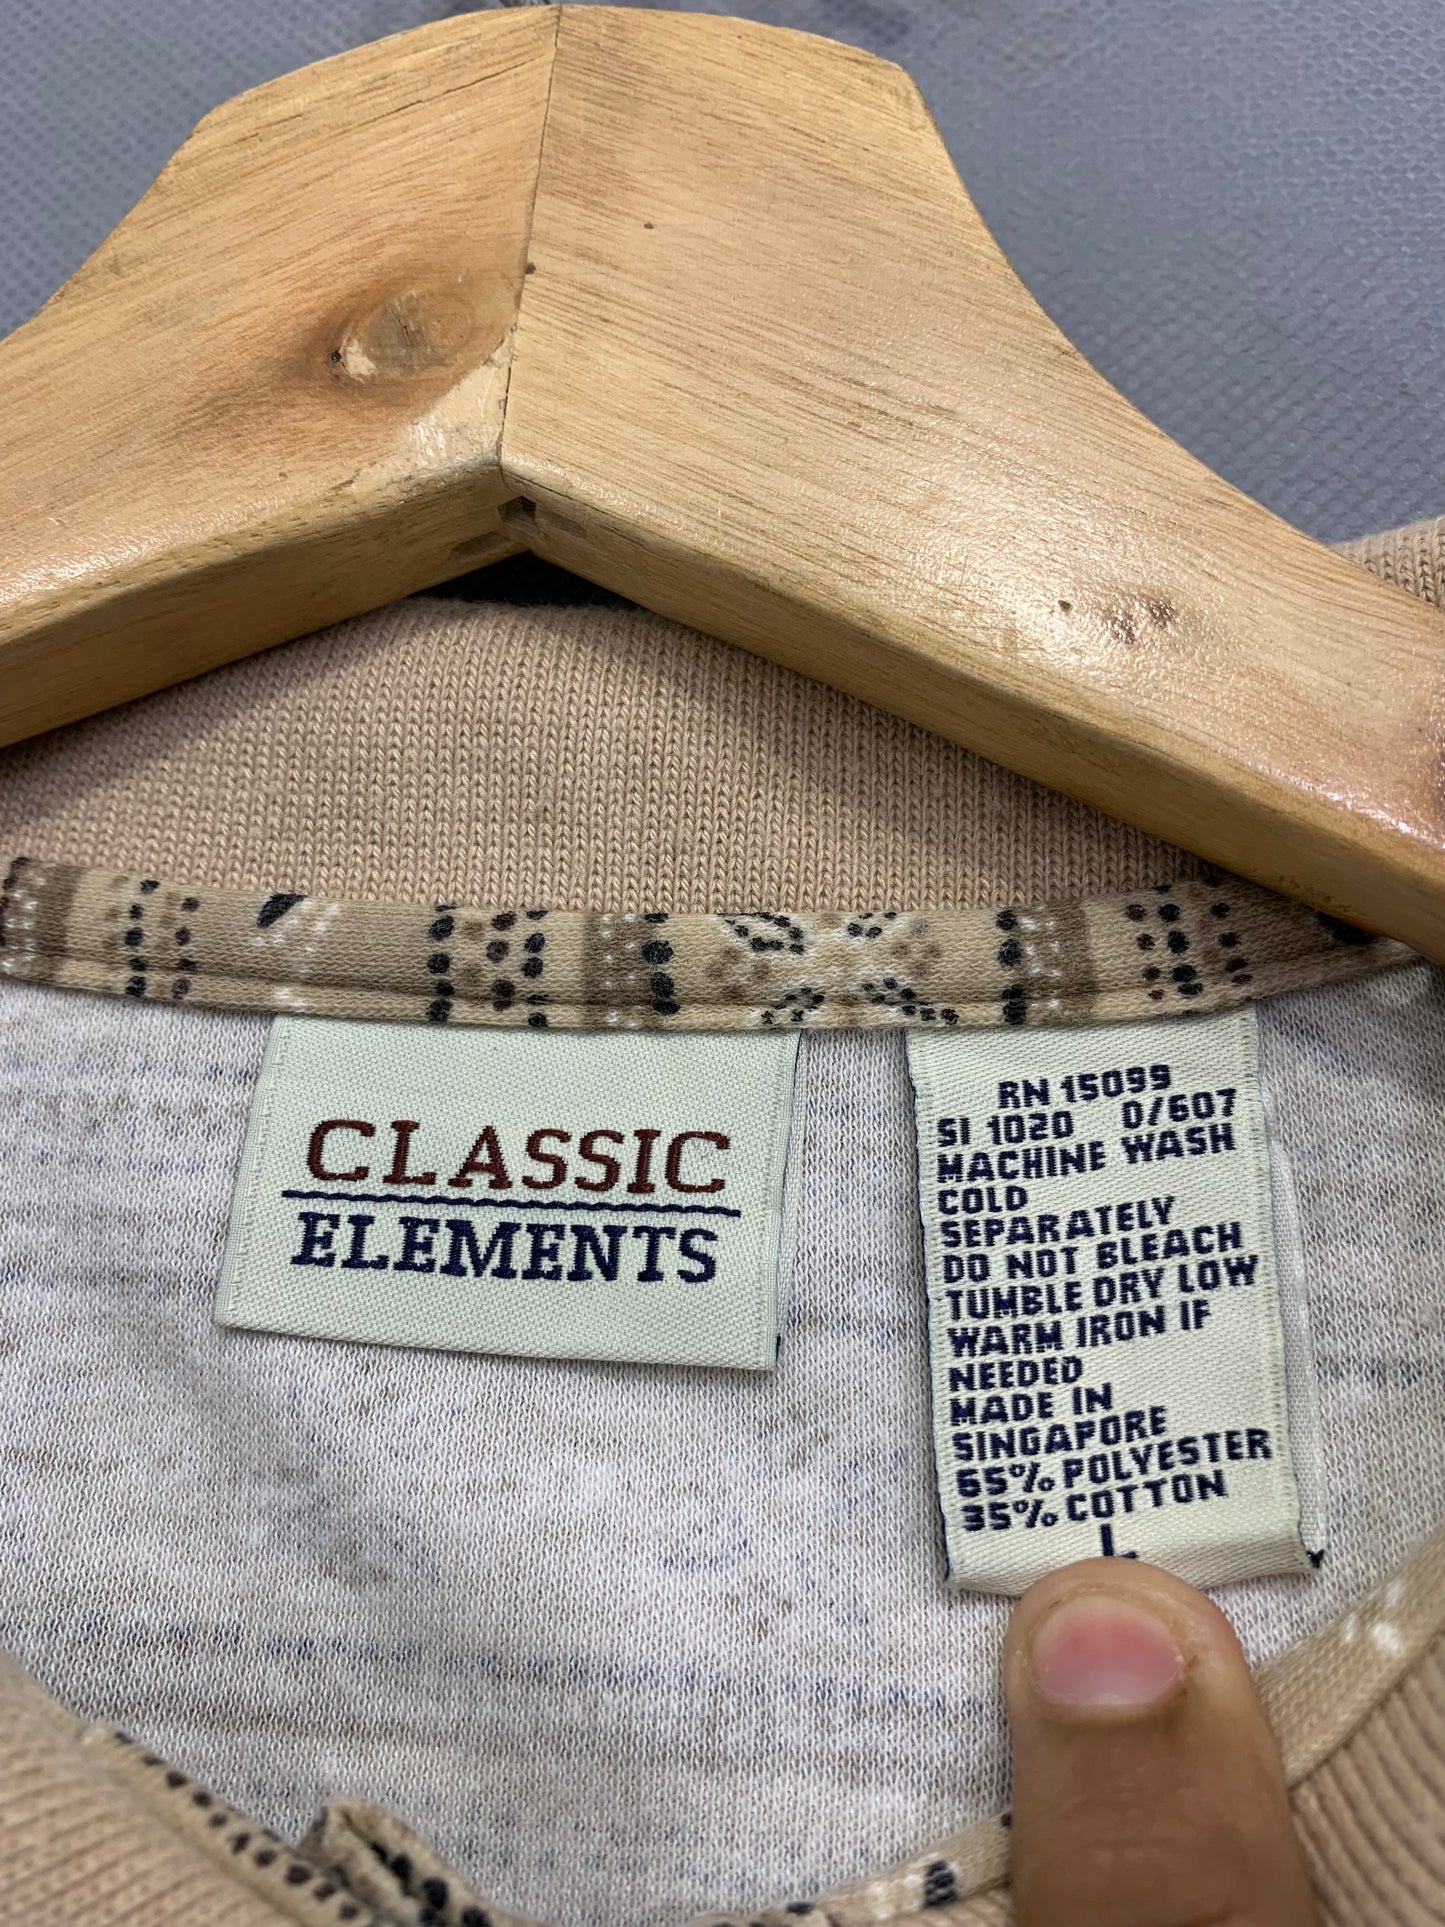 CLASSIC
ELEMENTS
RN 15099
SI 1020 D/607
MACHINE WASH
COLD
SEPARATELY
DO NOT BLEACH
TUMBLE DRY LOW
WARM IRON IF
NEEDED
MADE IN
SINGAPORE
65% POLYESTER
35% COTTON
L